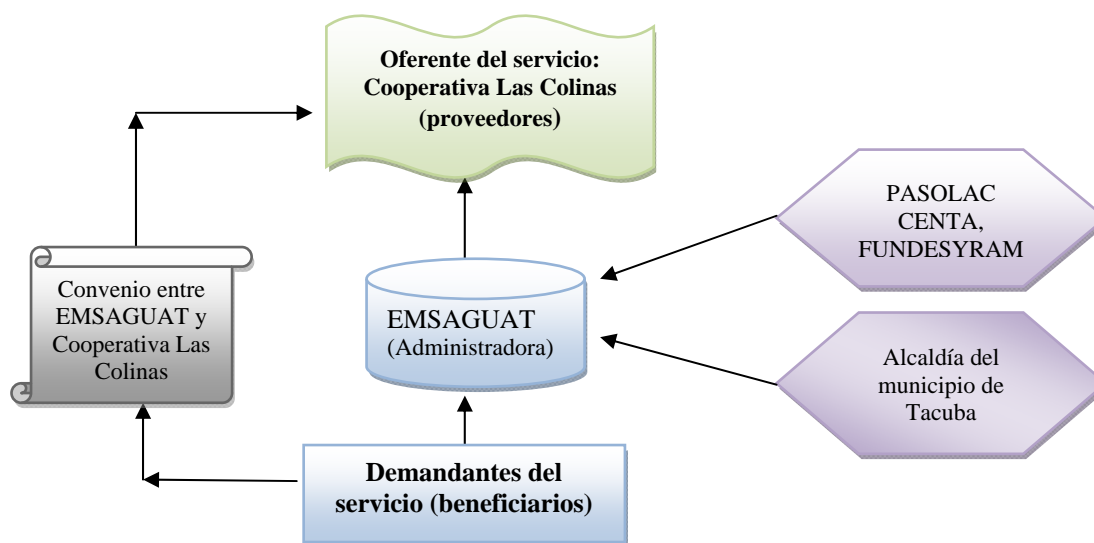 Oferente del servicio:
Cooperativa Las Colinas
(proveedores)
PASOLAC
CENTA,
FUNDESYRAM
Convenio entre
EMSAGUAT y
Cooperativa Las
Colinas
EMSAGUAT
(Administradora)
Alcaldía del
municipio de
Tacuba
Demandantes del
servicio (beneficiarios)